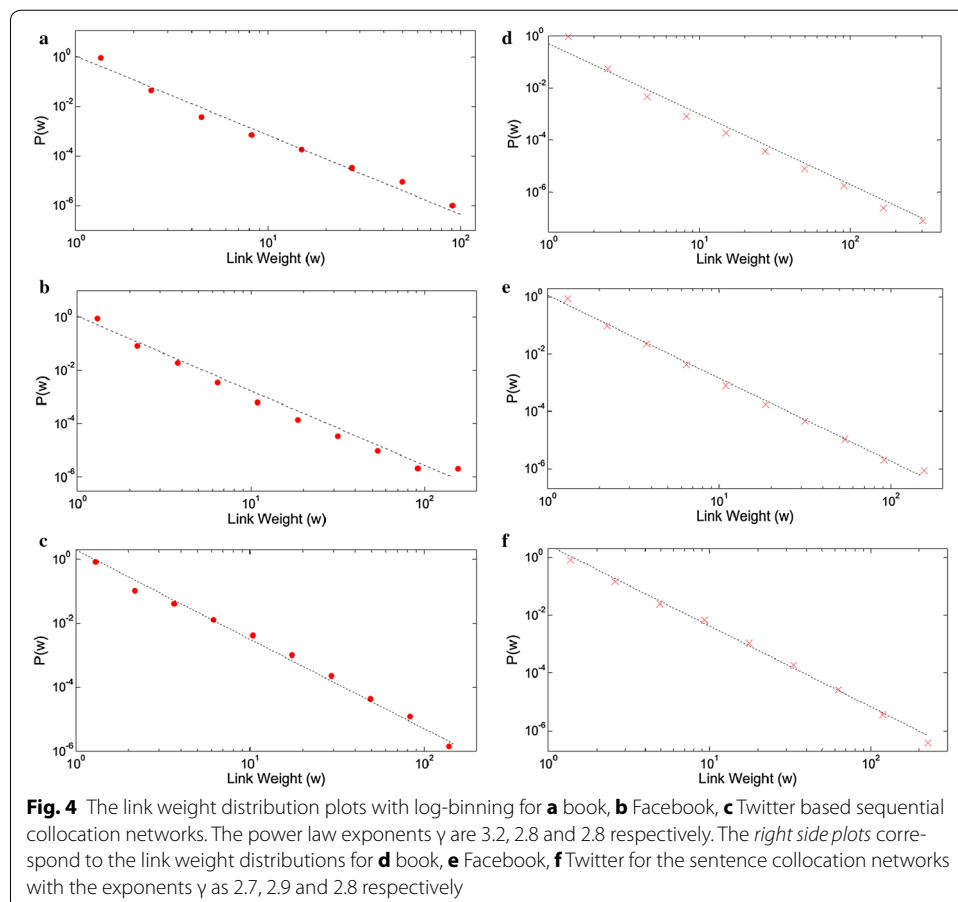 a
10^0
10^-2
10^-4
10^-6
P(w)
10^0
10^1
10^2
Link Weight (w)
d
10^0
10^-2
10^-4
10^-6
P(w)
10^0
10^1
10^2
Link Weight (w)
b
10^0
10^-2
10^-4
10^-6
P(w)
10^0
10^1
10^2
Link Weight (w)
e
10^0
10^-2
10^-4
10^-6
P(w)
10^0
10^1
10^2
Link Weight (w)
c
10^0
10^-2
10^-4
10^-6
P(w)
10^0
10^1
10^2
Link Weight (w)
f
10^0
10^-2
10^-4
10^-6
P(w)
10^0
10^1
10^2
Link Weight (w)
Fig. 4 The link weight distribution plots with log-binning for a book, b Facebook, c Twitter based sequential
collocation networks. The power law exponents γ are 3.2, 2.8 and 2.8 respectively. The right side plots corre-
spond to the link weight distributions for d book, e Facebook, f Twitter for the sentence collocation networks
with the exponents γ as 2.7, 2.9 and 2.8 respectively